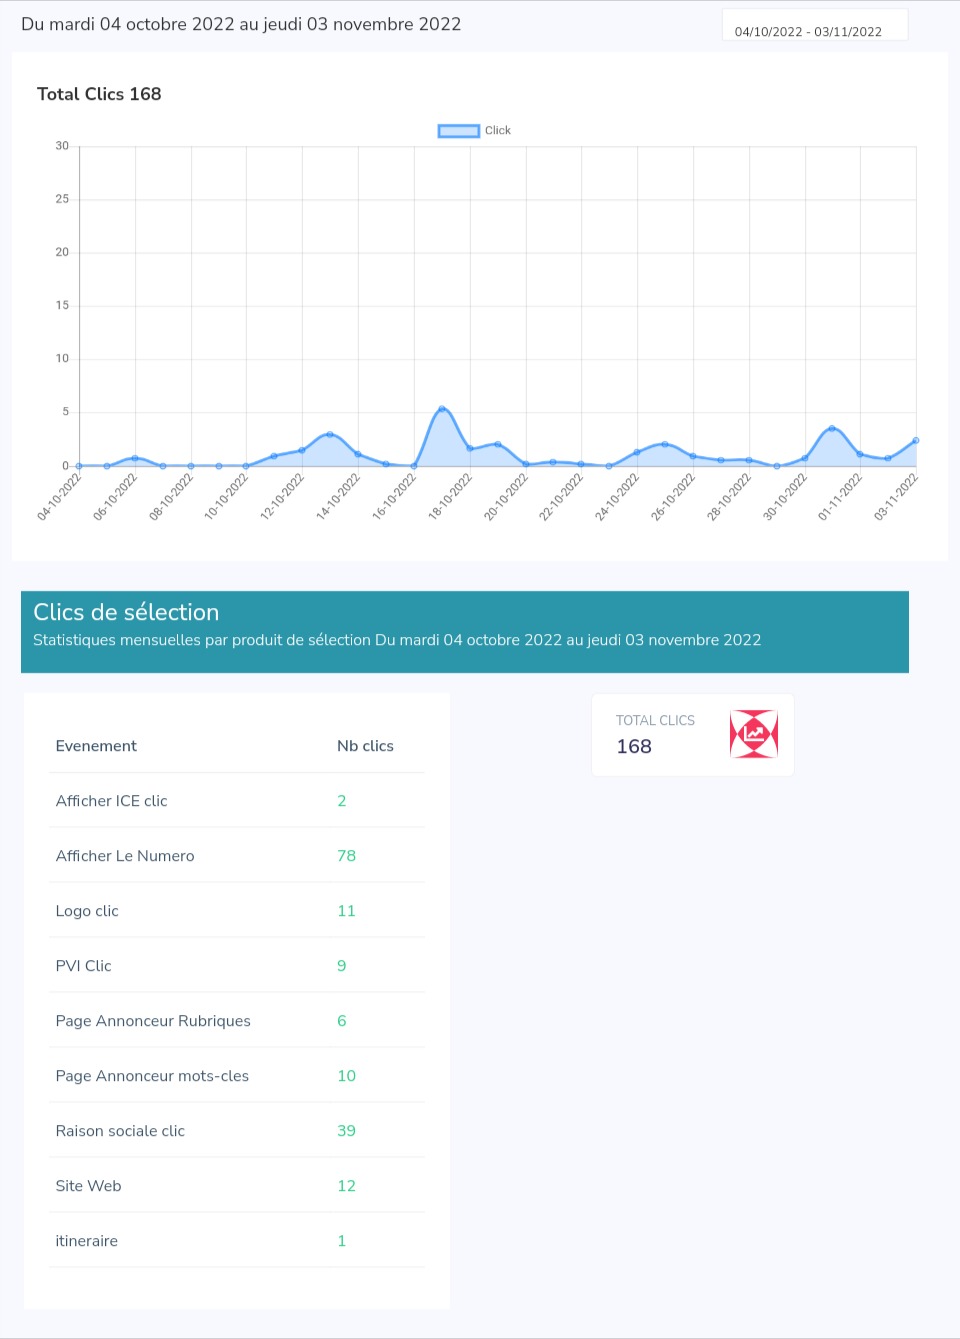 Du mardi 04 octobre 2022 au jeudi 03 novembre 2022
04/10/2022 - 03/11/2022
Total Clics 168
Click
30
25
20
15
10
5
0
04-10-2022
06-10-2022
08-10-2022
10-10-2022
12-10-2022
14-10-2022
16-10-2022
18-10-2022
20-10-2022
22-10-2022
24-10-2022
26-10-2022
28-10-2022
30-10-2022
01-11-2022
03-11-2022
Clics de sélection
Statistiques mensuelles par produit de sélection Du mardi 04 octobre 2022 au jeudi 03 novembre 2022
Evenement Nb clics
Afficher ICE clic 2
Afficher Le Numero 78
Logo clic 11
PVI Clic 9
Page Annonceur Rubriques 6
Page Annonceur mots-cles 10
Raison sociale clic 39
Site Web 12
itineraire 1
TOTAL CLICS
168